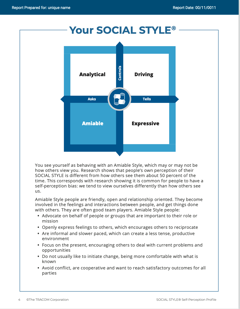 Report Prepared for: unique name
Report Date: 00/11/0011
Your SOCIAL STYLE®
Controls
Analytical
Driving
Asks
Tells
Amiable
Expressive
You see yourself as behaving with an Amiable Style, which may or may not be
how others view you. Research shows that people's own perception of their
SOCIAL STYLE is different from how others see them about 50 percent of the
time. This corresponds with research showing it is common for people to have a
self-perception bias: we tend to view ourselves differently than how others see
us.
Amiable Style people are friendly, open and relationship oriented. They become
involved in the feelings and interactions between people, and get things done
with others. They are often good team players. Amiable Style people:
• Advocate on behalf of people or groups that are important to their role or
mission
• Openly express feelings to others, which encourages others to reciprocate
• Are informal and slower paced, which can create a less tense, productive
environment
• Focus on the present, encouraging others to deal with current problems and
opportunities
• Do not usually like to initiate change, being more comfortable with what is
known
• Avoid conflict, are cooperative and want to reach satisfactory outcomes for all
parties
©The TRACOM Corporation
SOCIAL STYLE Self-Perception Profile